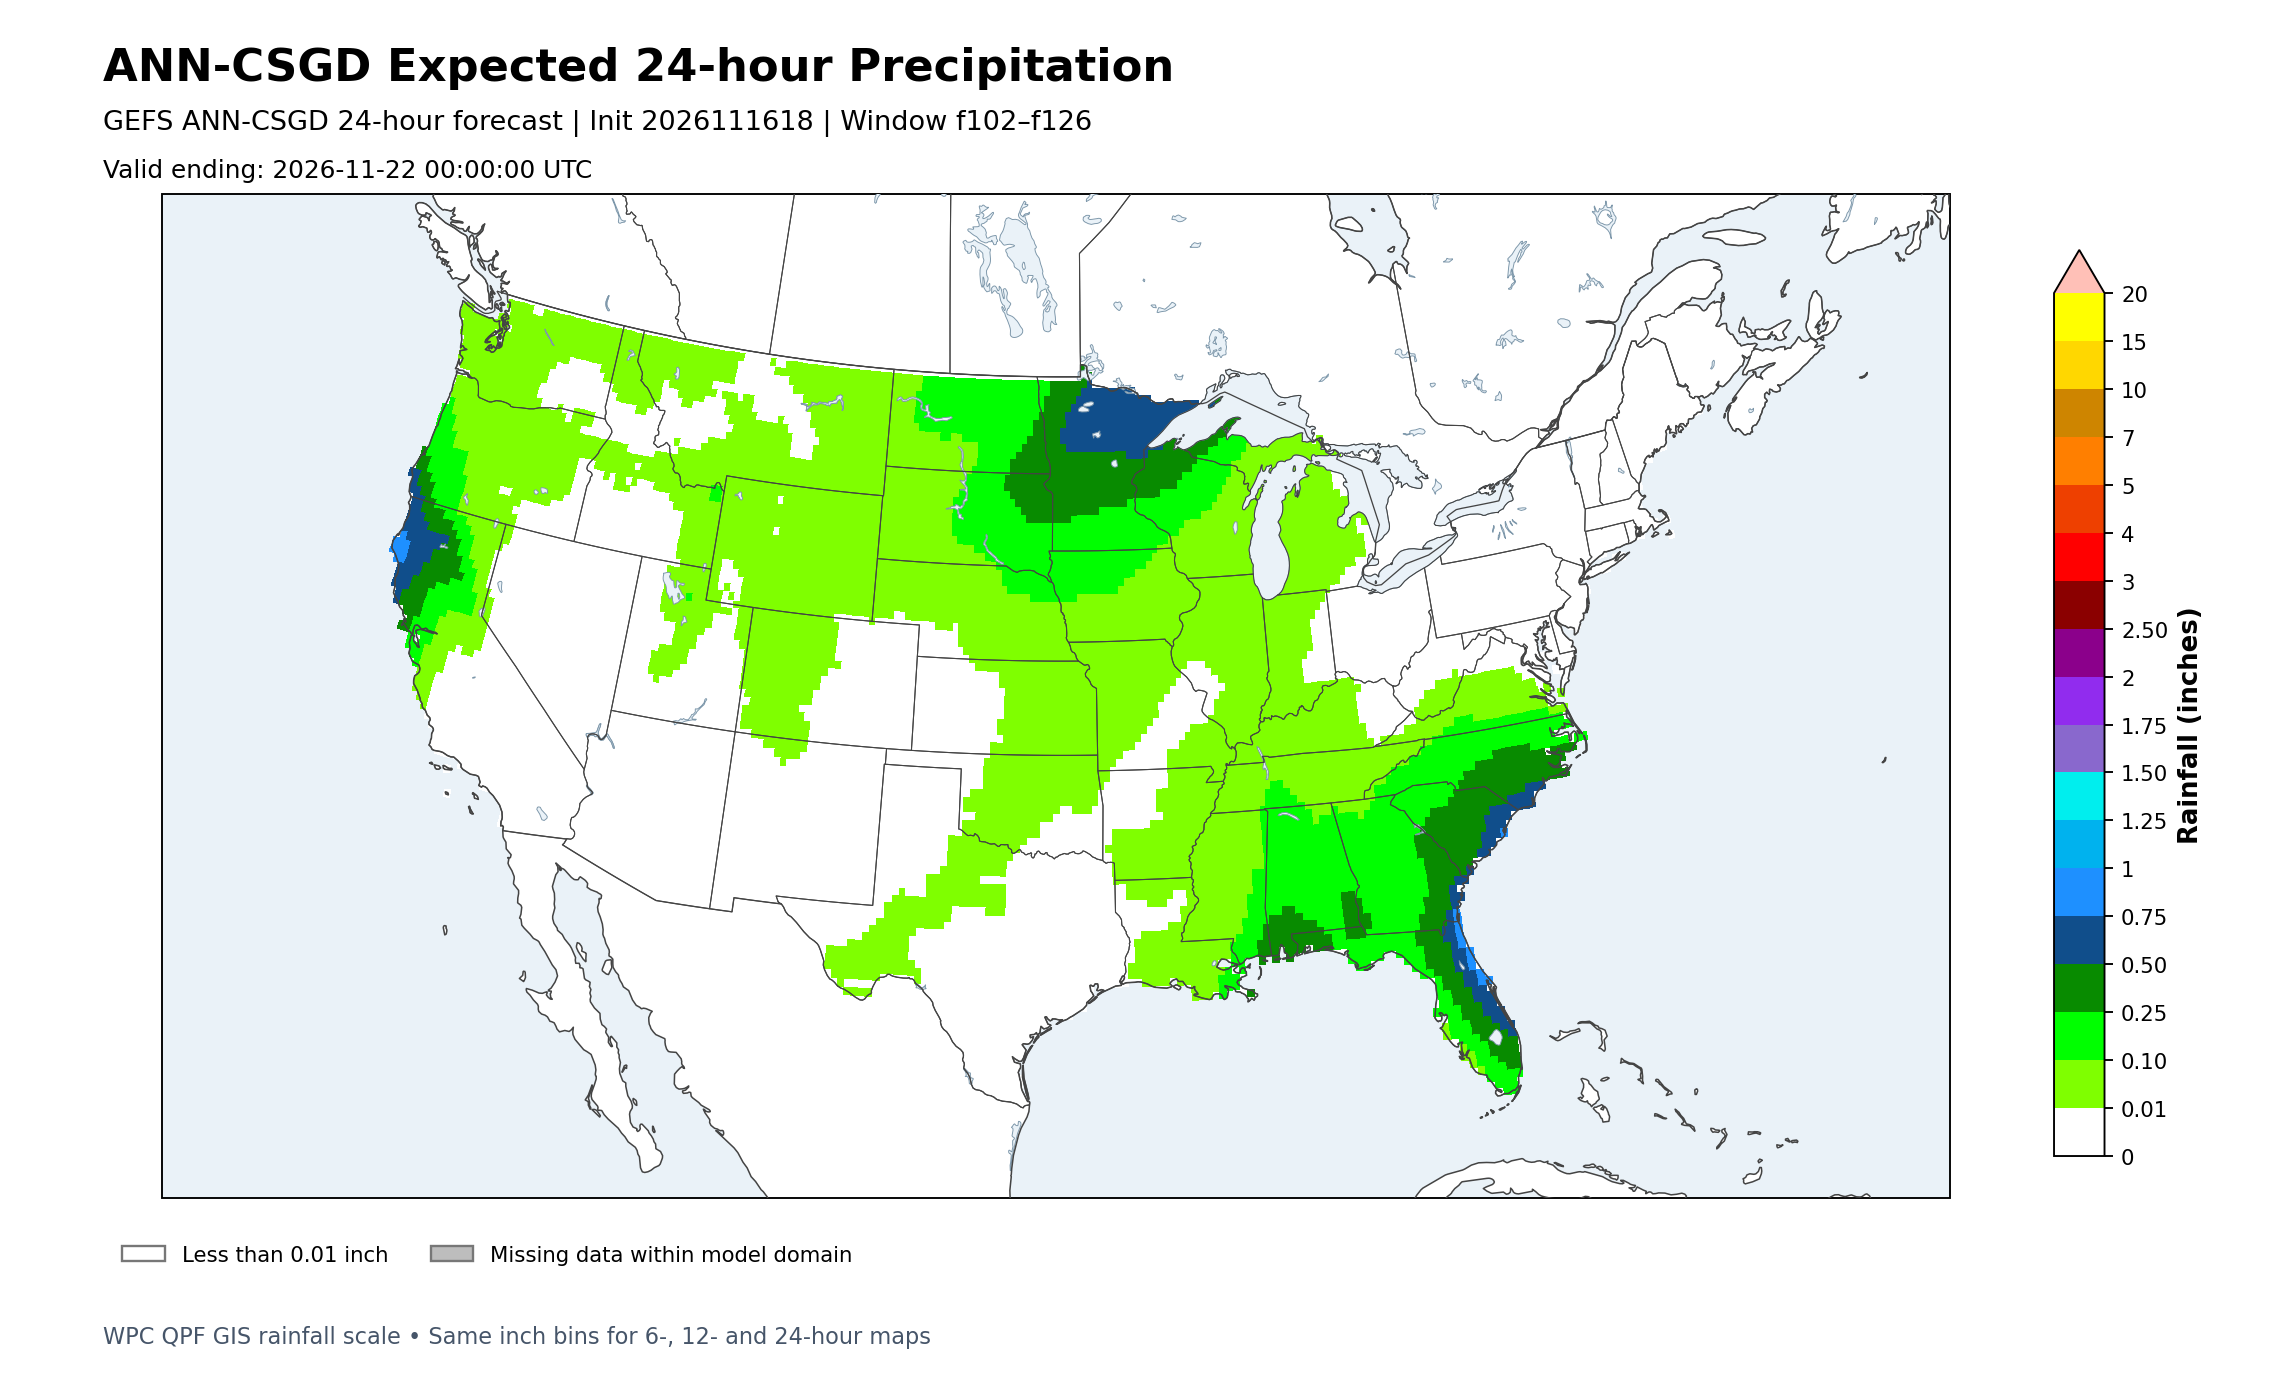 ANN-CSGD Expected 24-hour Precipitation
GEFS ANN-CSGD 24-hour forecast | Init 2026111618 | Window f102–f126
Valid ending: 2026-11-22 00:00:00 UTC
20
15
10
7
5
4
3
2.50
2
1.75
1.50
1.25
1
0.75
0.50
0.25
0.10
0.01
0
Rainfall (inches)
Less than 0.01 inch
Missing data within model domain
WPC QPF GIS rainfall scale • Same inch bins for 6-, 12- and 24-hour maps